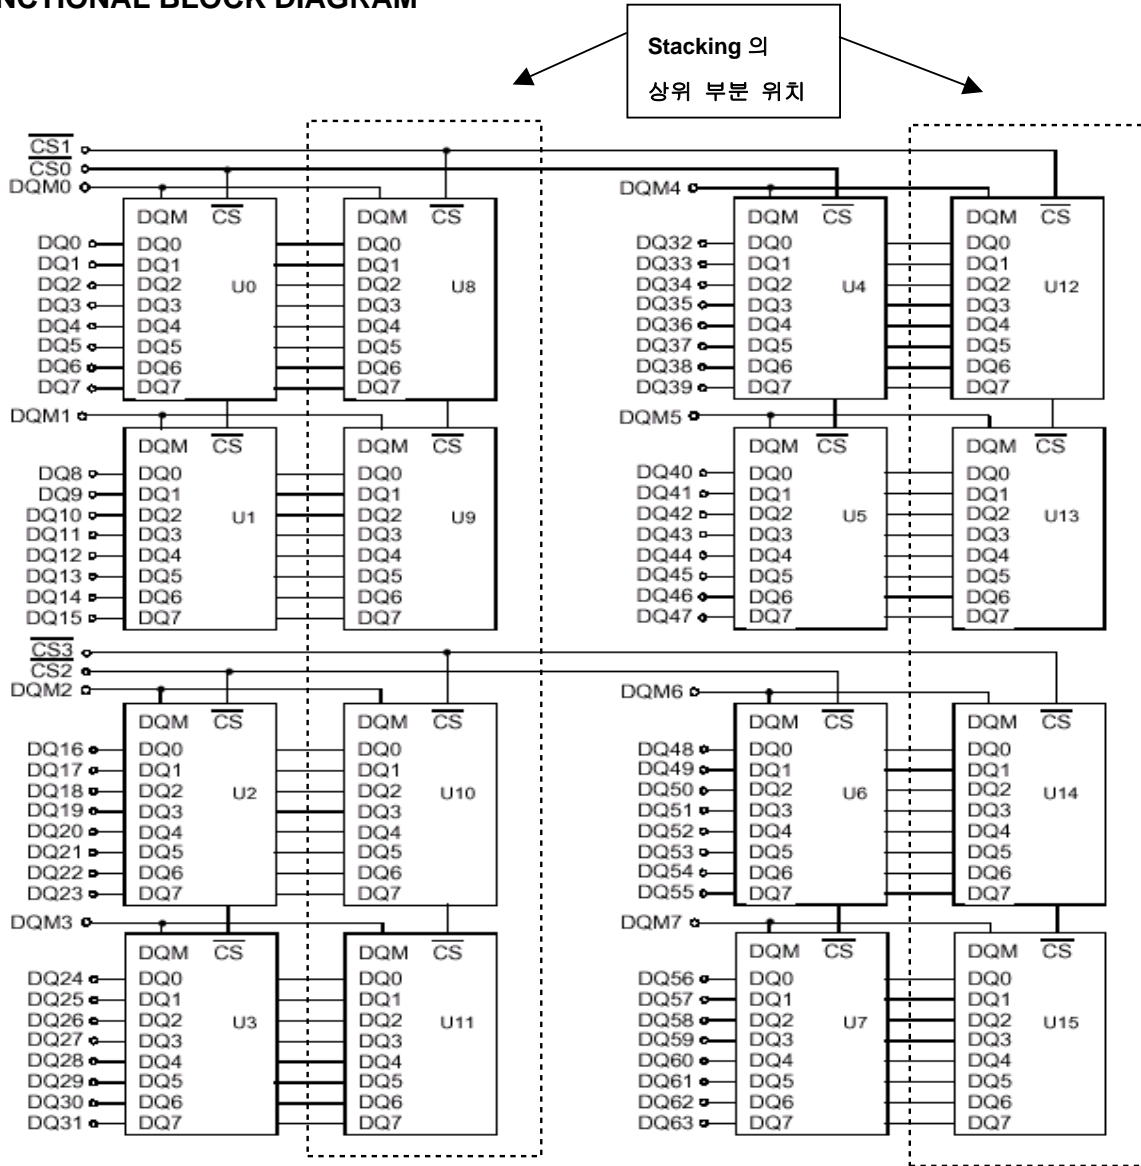 NCTIONAL BLOCK DIAGRAM
Stacking 의
상위 부분 위치
CS1
CS0
DQM0
DQM CS
DQ0 DQ0
DQ1 DQ1
DQ2 DQ2 U0
DQ3 DQ3
DQ4 DQ4
DQ5 DQ5
DQ6 DQ6
DQ7 DQ7
DQM CS
DQ0
DQ1
DQ2 U8
DQ3
DQ4
DQ5
DQ6
DQ7
DQM4
DQM CS
DQ32 DQ0
DQ33 DQ1
DQ34 DQ2 U4
DQ35 DQ3
DQ36 DQ4
DQ37 DQ5
DQ38 DQ6
DQ39 DQ7
DQM CS
DQ0
DQ1
DQ2 U12
DQ3
DQ4
DQ5
DQ6
DQ7
DQM1
DQM CS
DQ8 DQ0
DQ9 DQ1
DQ10 DQ2 U1
DQ11 DQ3
DQ12 DQ4
DQ13 DQ5
DQ14 DQ6
DQ15 DQ7
DQM CS
DQ0
DQ1
DQ2 U9
DQ3
DQ4
DQ5
DQ6
DQ7
DQM5
DQM CS
DQ40 DQ0
DQ41 DQ1
DQ42 DQ2 U5
DQ43 DQ3
DQ44 DQ4
DQ45 DQ5
DQ46 DQ6
DQ47 DQ7
DQM CS
DQ0
DQ1
DQ2 U13
DQ3
DQ4
DQ5
DQ6
DQ7
CS3
CS2
DQM2
DQM CS
DQ16 DQ0
DQ17 DQ1
DQ18 DQ2 U2
DQ19 DQ3
DQ20 DQ4
DQ21 DQ5
DQ22 DQ6
DQ23 DQ7
DQM CS
DQ0
DQ1
DQ2 U10
DQ3
DQ4
DQ5
DQ6
DQ7
DQM6
DQM CS
DQ48 DQ0
DQ49 DQ1
DQ50 DQ2 U6
DQ51 DQ3
DQ52 DQ4
DQ53 DQ5
DQ54 DQ6
DQ55 DQ7
DQM CS
DQ0
DQ1
DQ2 U14
DQ3
DQ4
DQ5
DQ6
DQ7
DQM3
DQM CS
DQ24 DQ0
DQ25 DQ1
DQ26 DQ2 U3
DQ27 DQ3
DQ28 DQ4
DQ29 DQ5
DQ30 DQ6
DQ31 DQ7
DQM CS
DQ0
DQ1
DQ2 U11
DQ3
DQ4
DQ5
DQ6
DQ7
DQM7
DQM CS
DQ56 DQ0
DQ57 DQ1
DQ58 DQ2 U7
DQ59 DQ3
DQ60 DQ4
DQ61 DQ5
DQ62 DQ6
DQ63 DQ7
DQM CS
DQ0
DQ1
DQ2 U15
DQ3
DQ4
DQ5
DQ6
DQ7